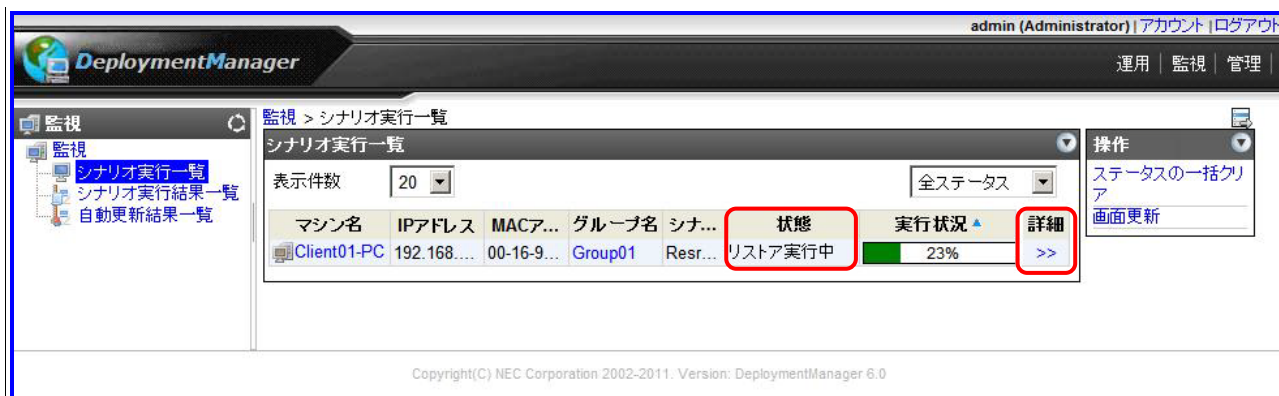 admin (Administrator) | アカウント | ログアウト
DeploymentManager
運用 | 監視 | 管理 |
監視
監視
シナリオ実行一覧
シナリオ実行結果一覧
自動更新結果一覧
監視 > シナリオ実行一覧
シナリオ実行一覧
表示件数 20 全ステータス
マシン名 IPアドレス MACア... グループ名 シナ... 状態 実行状況 詳細
Client01-PC 192.168.... 00-16-9... Group01 Resr... リストア実行中 23% >>
操作
ステータスの一括クリ
ア
画面更新
Copyright(C) NEC Corporation 2002-2011. Version: DeploymentManager 6.0